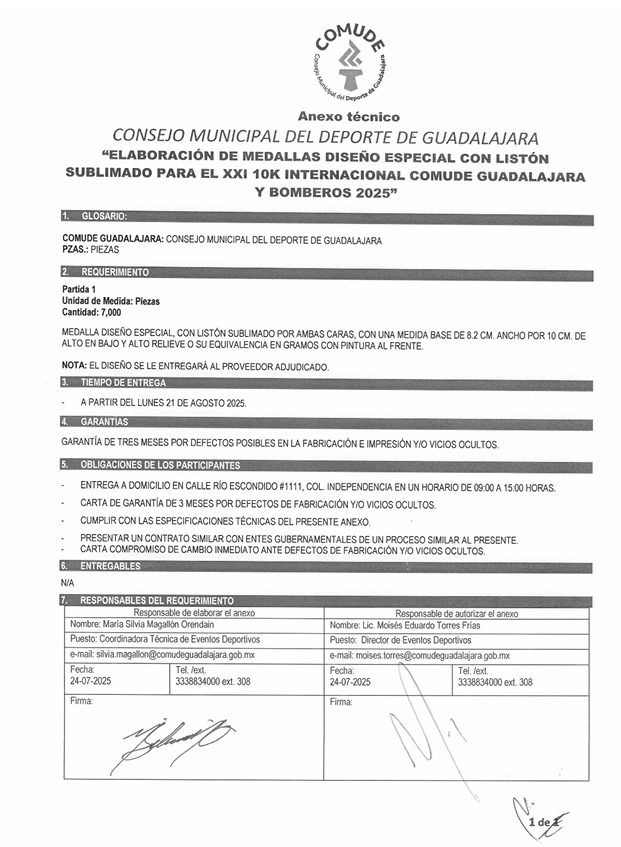 COMUDE
Consejo Municipal del Deporte de Guadalajara
Anexo técnico
CONSEJO MUNICIPAL DEL DEPORTE DE GUADALAJARA
“ELABORACIÓN DE MEDALLAS DISEÑO ESPECIAL CON LISTÓN
SUBLIMADO PARA EL XXI 10K INTERNACIONAL COMUDE GUADALAJARA
Y BOMBEROS 2025”
1. GLOSARIO:
COMUDE GUADALAJARA: CONSEJO MUNICIPAL DEL DEPORTE DE GUADALAJARA
PZAS.: PIEZAS
2. REQUERIMIENTO
Partida 1
Unidad de Medida: Piezas
Cantidad: 7,000
MEDALLA DISEÑO ESPECIAL, CON LISTÓN SUBLIMADO POR AMBAS CARAS, CON UNA MEDIDA BASE DE 8.2 CM. ANCHO POR 10 CM. DE
ALTO EN BAJO Y ALTO RELIEVE O SU EQUIVALENCIA EN GRAMOS CON PINTURA AL FRENTE.
NOTA: EL DISEÑO SE LE ENTREGARÁ AL PROVEEDOR ADJUDICADO.
3. TIEMPO DE ENTREGA
- A PARTIR DEL LUNES 21 DE AGOSTO 2025.
4. GARANTÍAS
GARANTÍA DE TRES MESES POR DEFECTOS POSIBLES EN LA FABRICACIÓN E IMPRESIÓN Y/O VICIOS OCULTOS.
5. OBLIGACIONES DE LOS PARTICIPANTES
- ENTREGA A DOMICILIO EN CALLE RÍO ESCONDIDO #1111, COL. INDEPENDENCIA EN UN HORARIO DE 09:00 A 15:00 HORAS.
- CARTA DE GARANTÍA DE 3 MESES POR DEFECTOS DE FABRICACIÓN Y/O VICIOS OCULTOS.
- CUMPLIR CON LAS ESPECIFICACIONES TÉCNICAS DEL PRESENTE ANEXO.
- PRESENTAR UN CONTRATO SIMILAR CON ENTES GUBERNAMENTALES DE UN PROCESO SIMILAR AL PRESENTE.
- CARTA COMPROMISO DE CAMBIO INMEDIATO ANTE DEFECTOS DE FABRICACIÓN Y/O VICIOS OCULTOS.
6. ENTREGABLES
N/A
7. RESPONSABLES DEL REQUERIMIENTO
Responsable de elaborar el anexo Responsable de autorizar el anexo
Nombre: María Silvia Magallón Orendain Nombre: Lic. Moisés Eduardo Torres Frías
Puesto: Coordinadora Técnica de Eventos Deportivos Puesto: Director de Eventos Deportivos
e-mail: silvia.magallon@comudeguadalajara.gob.mx e-mail: moises.torres@comudeguadalajara.gob.mx
Fecha: Tel. /ext. Fecha: Tel. /ext.
24-07-2025 3338834000 ext. 308 24-07-2025 3338834000 ext. 308
Firma: Firma:
1 de